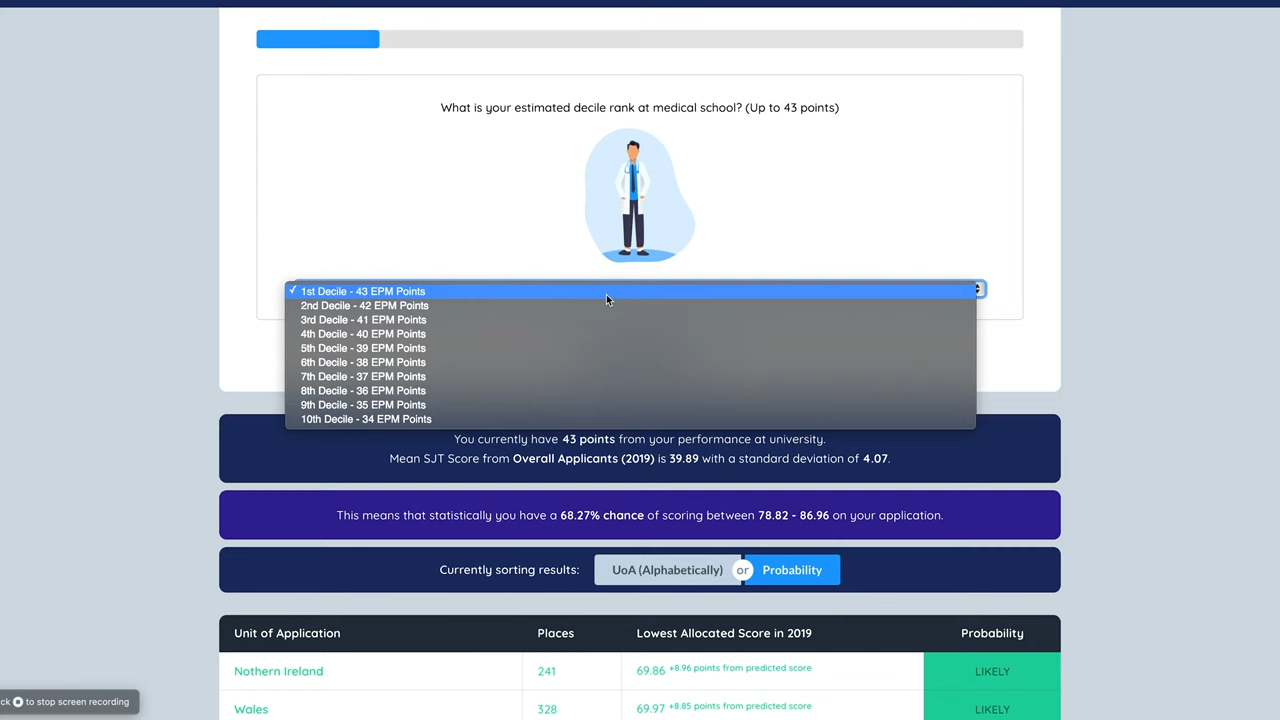 What is your estimated decile rank at medical school? (Up to 43 points)
✓ 1st Decile - 43 EPM Points
2nd Decile - 42 EPM Points
3rd Decile - 41 EPM Points
4th Decile - 40 EPM Points
5th Decile - 39 EPM Points
6th Decile - 38 EPM Points
7th Decile - 37 EPM Points
8th Decile - 36 EPM Points
9th Decile - 35 EPM Points
10th Decile - 34 EPM Points
You currently have 43 points from your performance at university.
Mean SJT Score from Overall Applicants (2019) is 39.89 with a standard deviation of 4.07.
This means that statistically you have a 68.27% chance of scoring between 78.82 - 86.96 on your application.
Currently sorting results: UoA (Alphabetically) or Probability
Unit of Application Places Lowest Allocated Score in 2019 Probability
Nothern Ireland 241 69.86 +8.96 points from predicted score LIKELY
Wales 328 69.97 +8.85 points from predicted score LIKELY
ck to stop screen recording